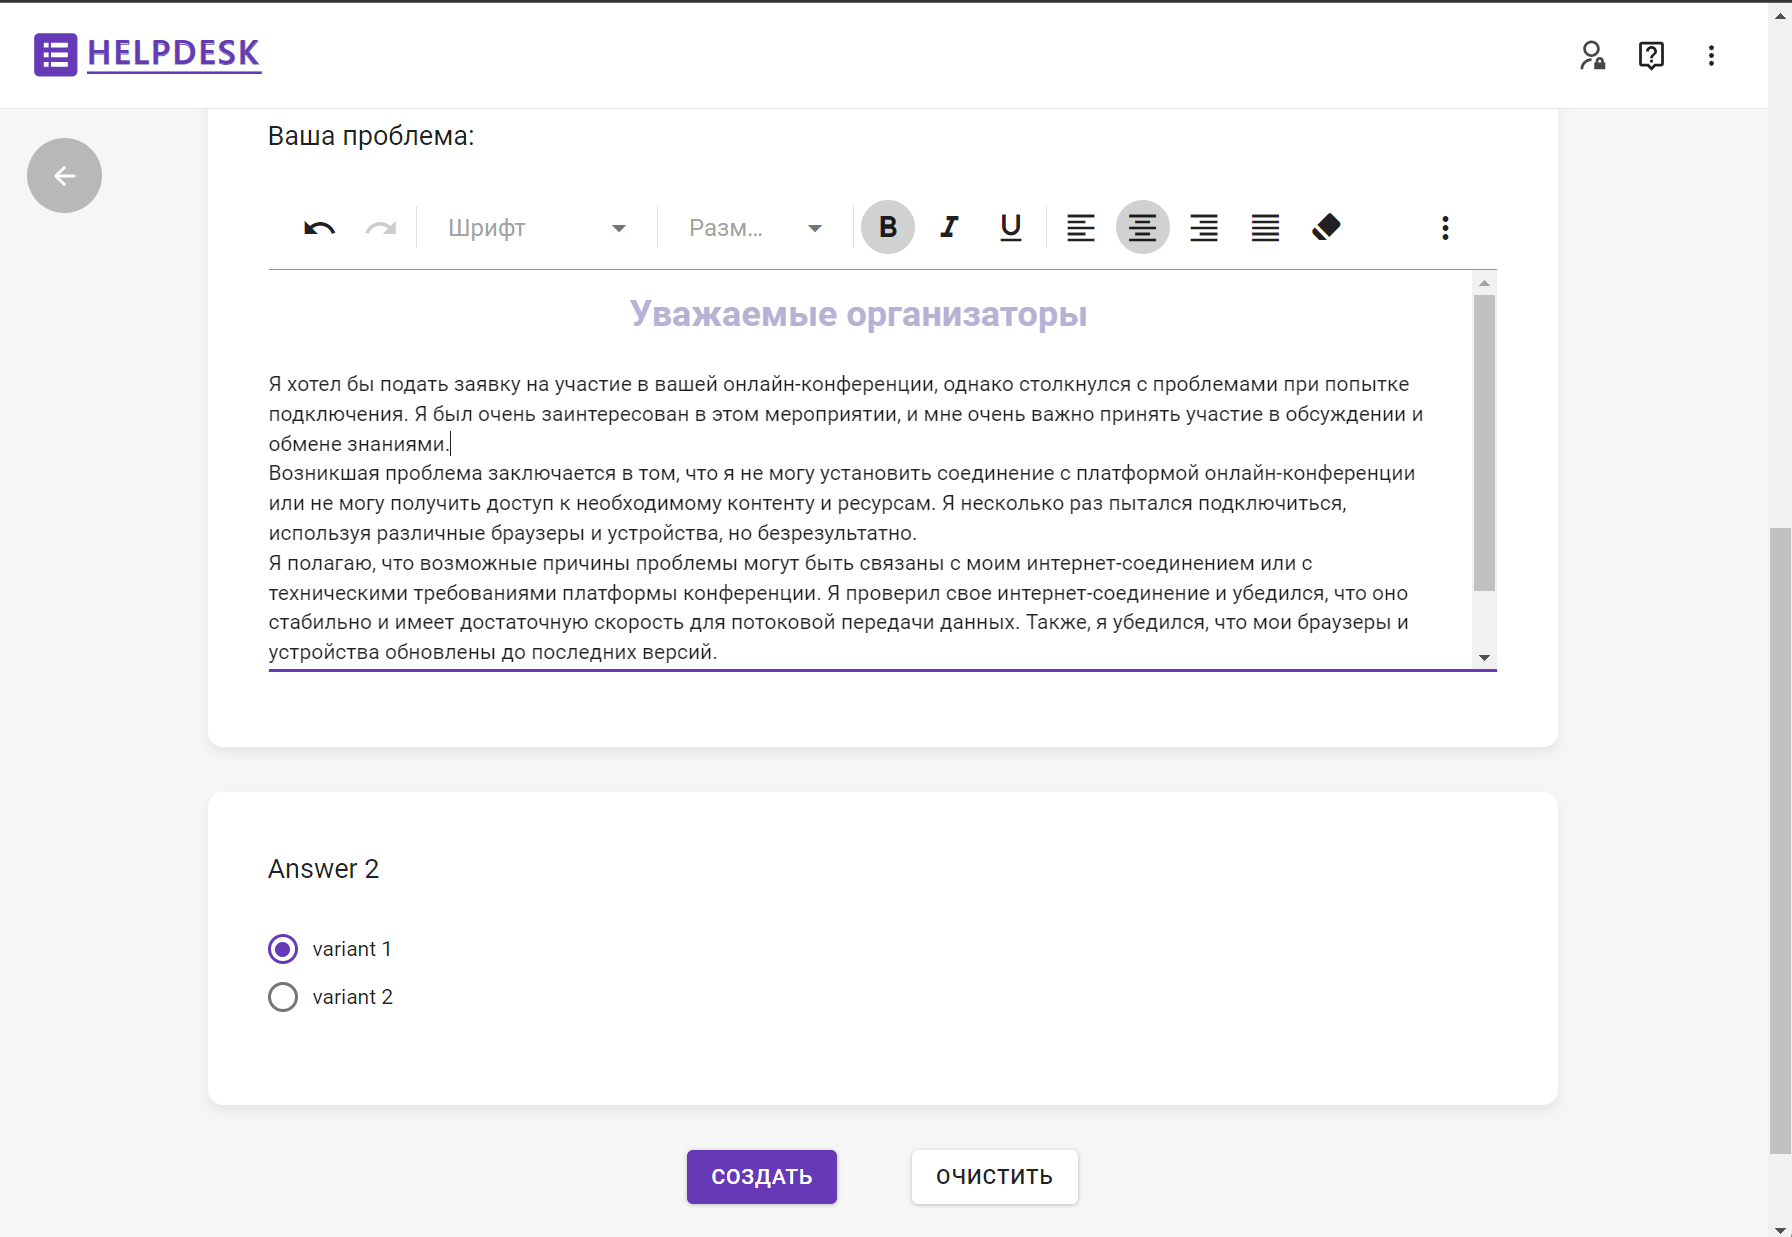 HELPDESK
Ваша проблема:
Шрифт
Разм...
B I U
Уважаемые организаторы
Я хотел бы подать заявку на участие в вашей онлайн-конференции, однако столкнулся с проблемами при попытке
подключения. Я был очень заинтересован в этом мероприятии, и мне очень важно принять участие в обсуждении и
обмене знаниями.
Возникшая проблема заключается в том, что я не могу установить соединение с платформой онлайн-конференции
или не могу получить доступ к необходимому контенту и ресурсам. Я несколько раз пытался подключиться,
используя различные браузеры и устройства, но безрезультатно.
Я полагаю, что возможные причины проблемы могут быть связаны с моим интернет-соединением или с
техническими требованиями платформы конференции. Я проверил свое интернет-соединение и убедился, что оно
стабильно и имеет достаточную скорость для потоковой передачи данных. Также, я убедился, что мои браузеры и
устройства обновлены до последних версий.
Answer 2
variant 1
variant 2
СОЗДАТЬ
ОЧИСТИТЬ